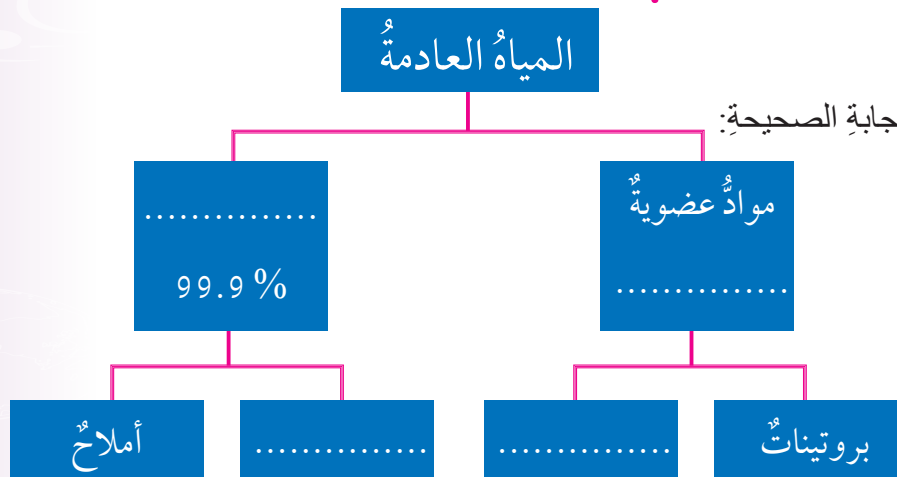 المياهُ العادمةُ
جابةِ الصحيحةِ:
موادُّ عضويةٌ
...............
...............
99.9 %
بروتيناتٌ
...............
...............
أملاحٌ